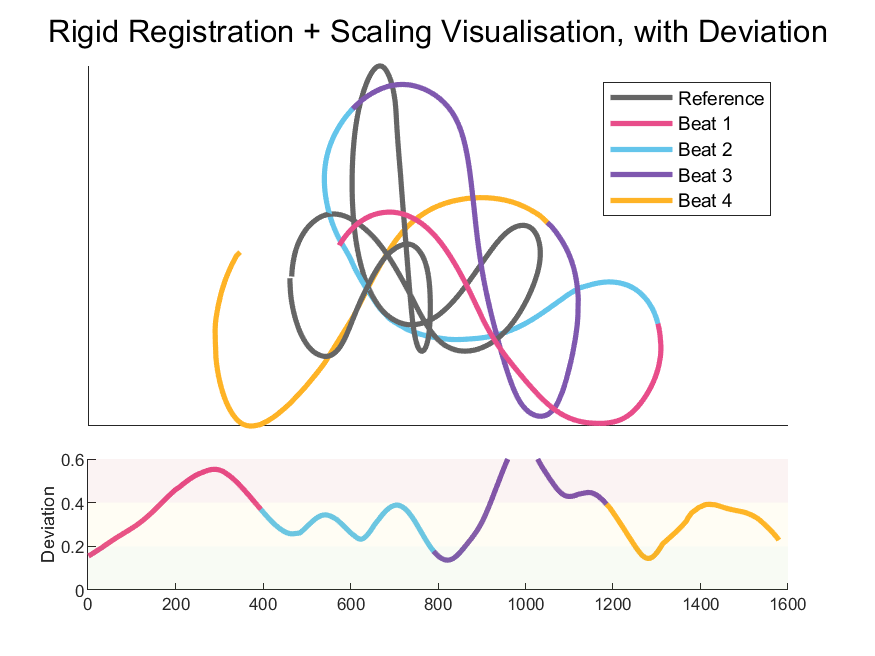 Rigid Registration + Scaling Visualisation, with Deviation
Reference
Beat 1
Beat 2
Beat 3
Beat 4
Deviation
0.6
0.4
0.2
0
0 200 400 600 800 1000 1200 1400 1600